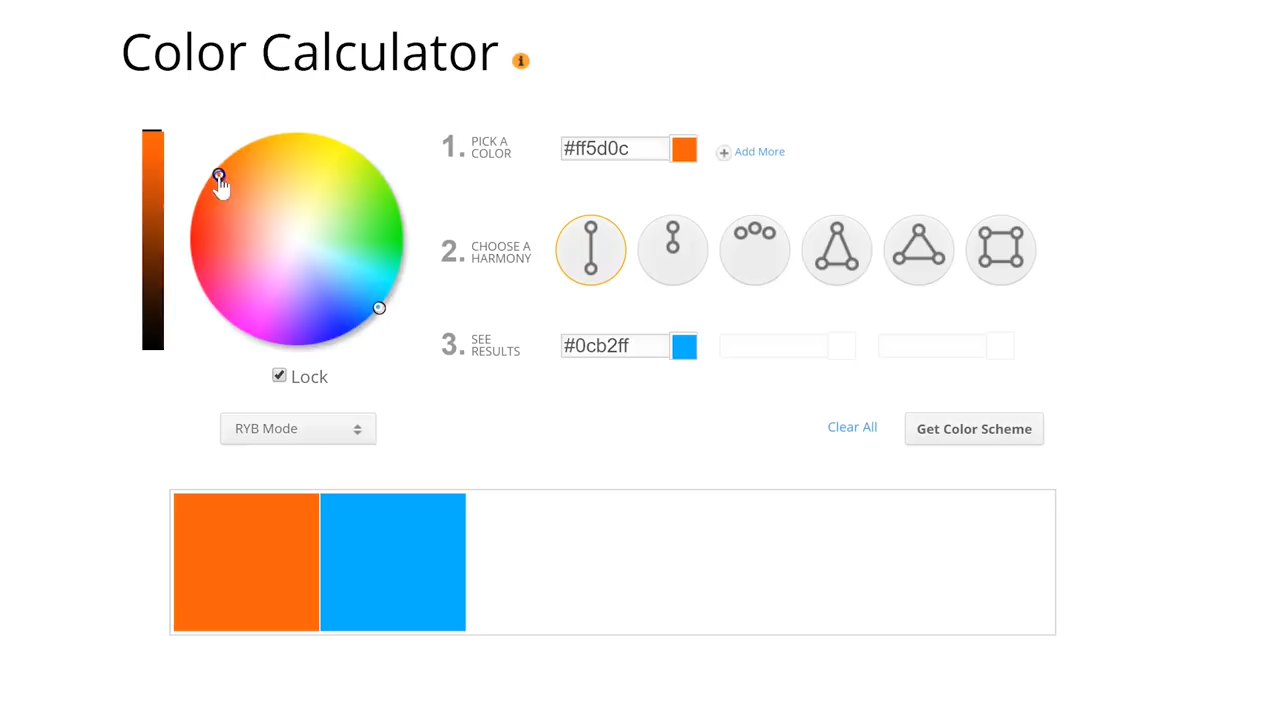 Color Calculator
1. PICK A COLOR
#ff5d0c
Add More
2. CHOOSE A HARMONY
3. SEE RESULTS
#0cb2ff
Lock
RYB Mode
Clear All
Get Color Scheme